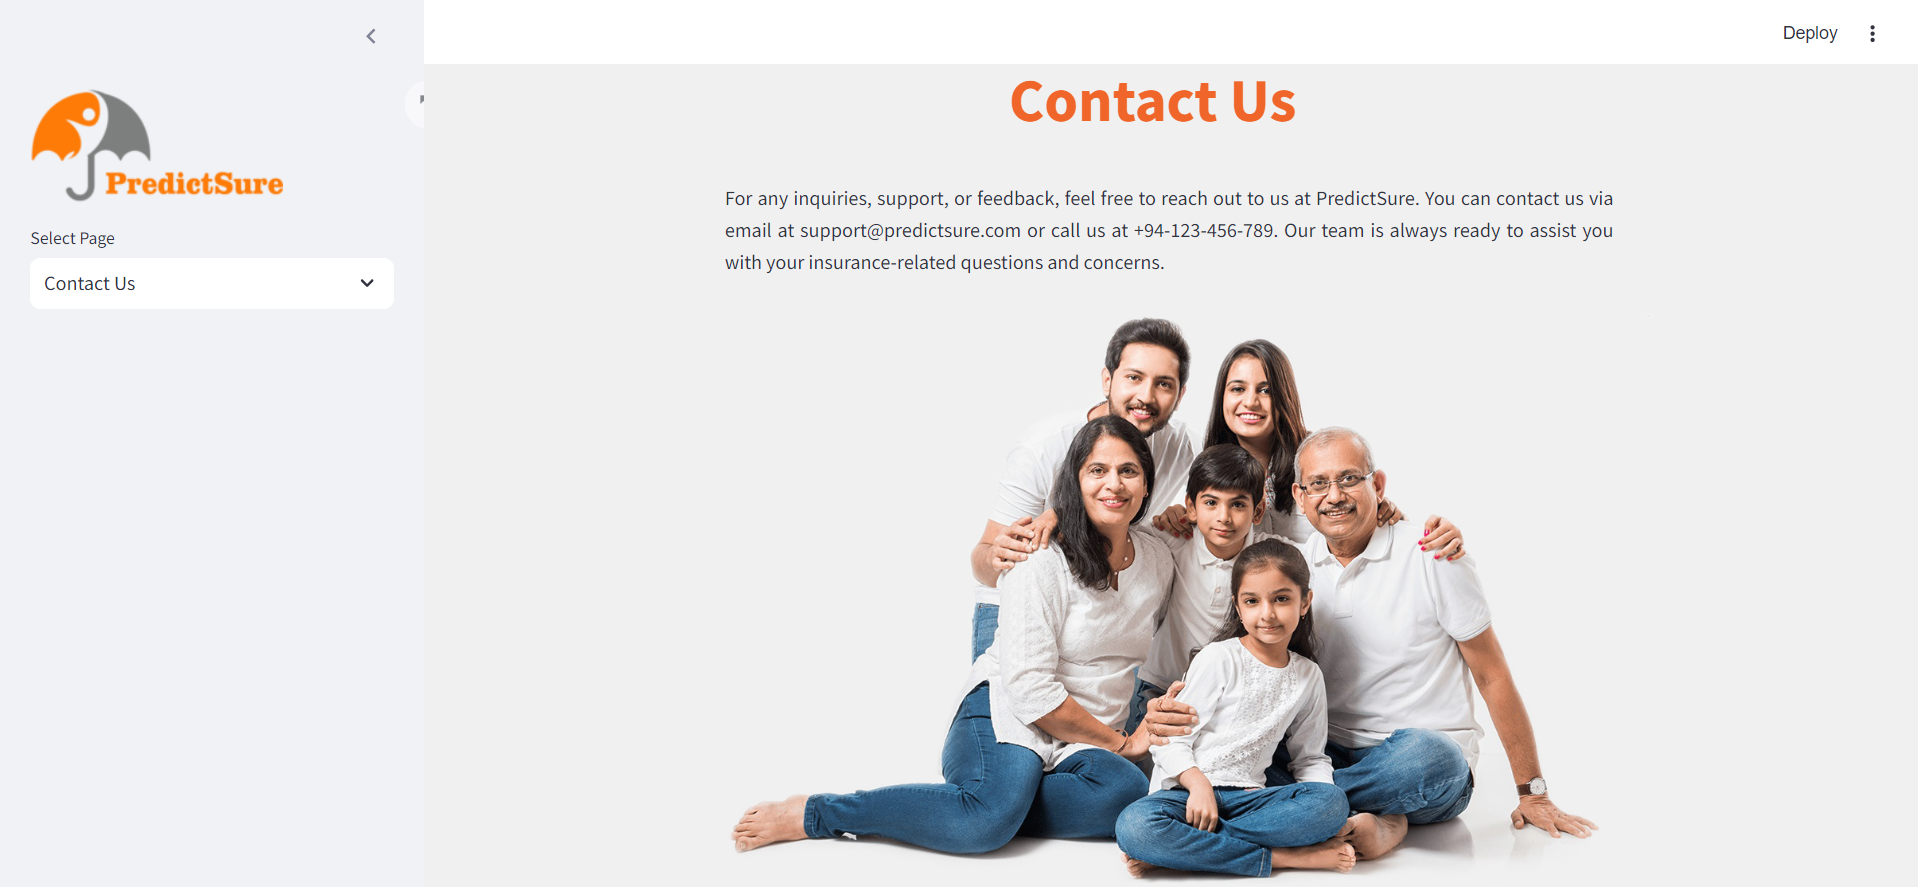 Deploy
PredictSure
Select Page
Contact Us
Contact Us
For any inquiries, support, or feedback, feel free to reach out to us at PredictSure. You can contact us via
email at support@predictsure.com or call us at +94-123-456-789. Our team is always ready to assist you
with your insurance-related questions and concerns.